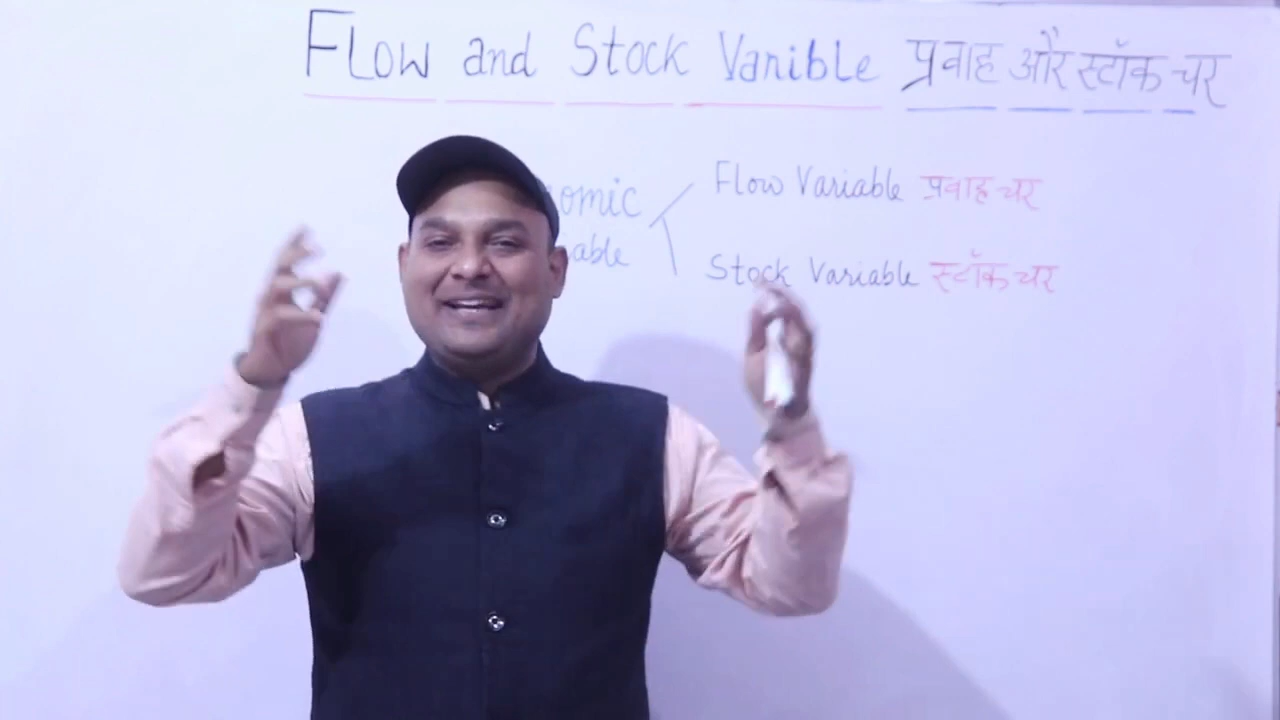 Flow and Stock Varible प्रवाह और स्टॉक चर
omic
able
Flow Variable प्रवाह चर
Stock Variable स्टॉक चर